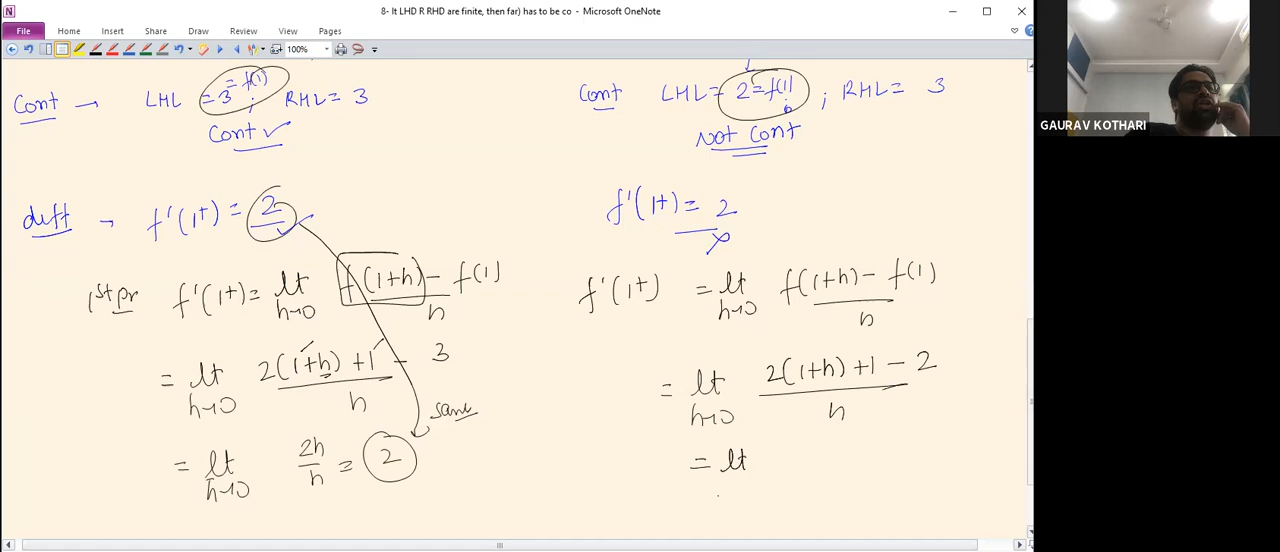 8- It LHD R RHD are finite, then far) has to be co - Microsoft OneNote
File Home Insert Share Draw Review View Pages
100%
GAURAV KOTHARI
Cont → LHL = 3 = f(1) ; RHL = 3
Cont ✓
diff → f'(1+) = 2 ✓
1st pr f'(1+) = lt h→0 f(1+h) - f(1) / h
= lt h→0 2(1+h) + 1 - 3 / h
same
= lt h→0 2h/h = 2
Cont LHL = 2 = f(1) ; RHL = 3
Not Cont
f'(1+) = 2
f'(1+) = lt h→0 f(1+h) - f(1) / h
= lt h→0 2(1+h) + 1 - 2 / h
= lt